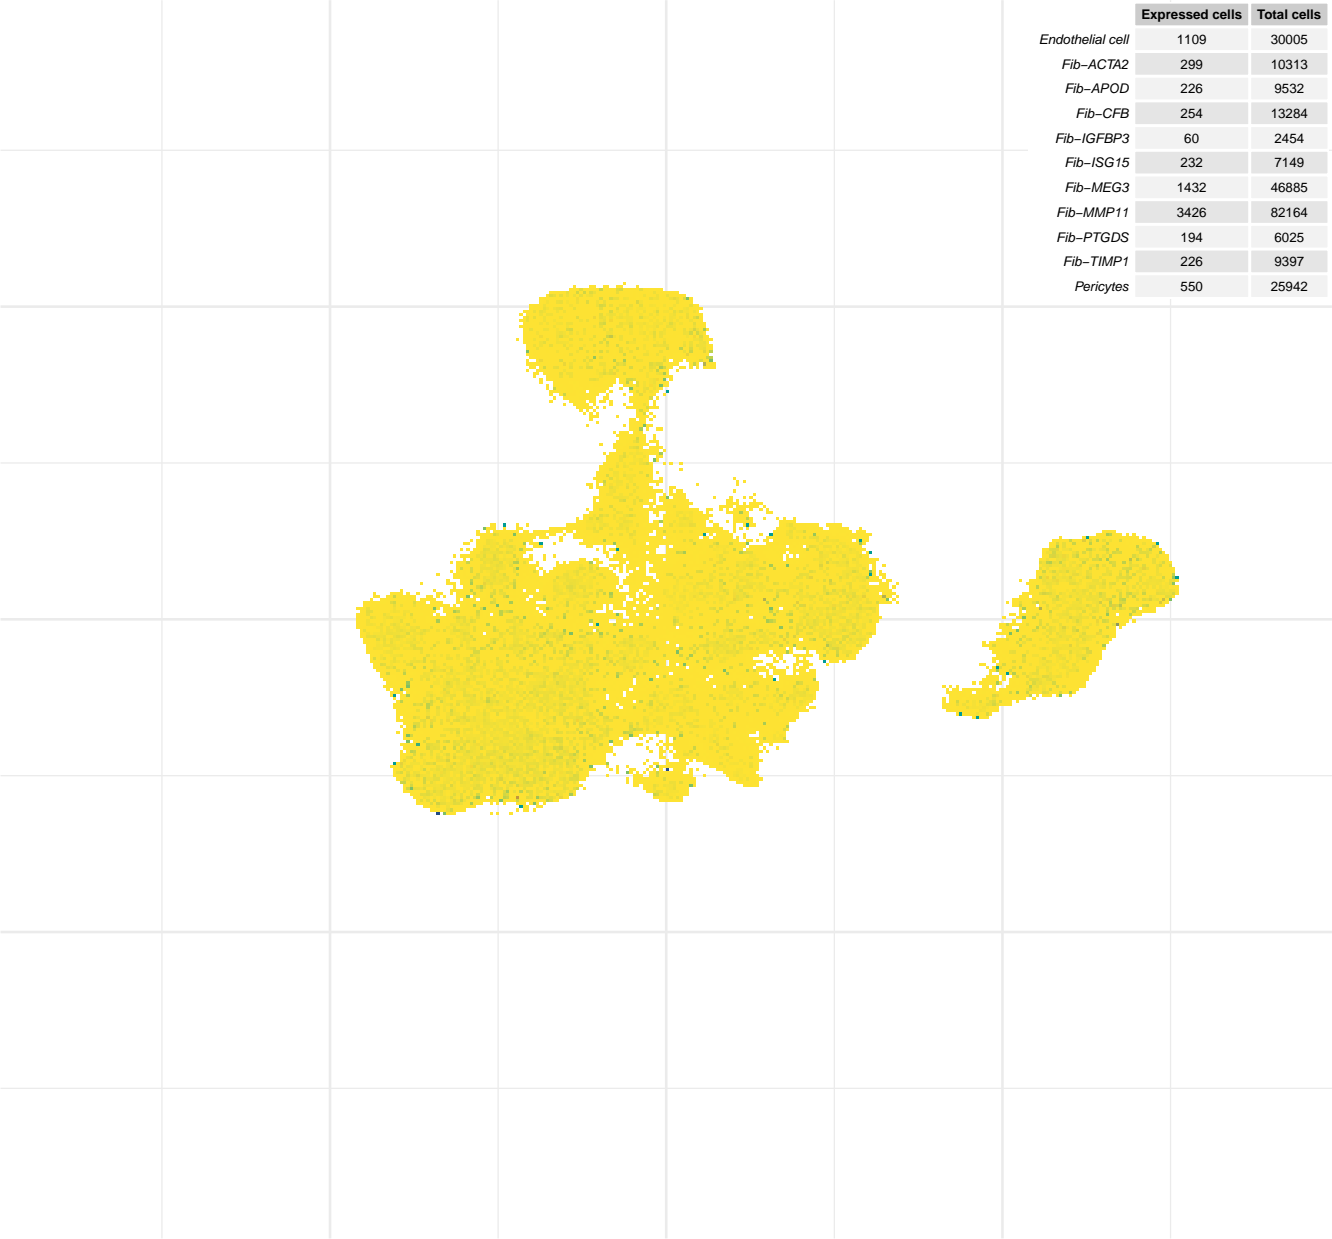 Expressed cells Total cells
Endothelial cell 1109 30005
Fib−ACTA2 299 10313
Fib−APOD 226 9532
Fib−CFB 254 13284
Fib−IGFBP3 60 2454
Fib−ISG15 232 7149
Fib−MEG3 1432 46885
Fib−MMP11 3426 82164
Fib−PTGDS 194 6025
Fib−TIMP1 226 9397
Pericytes 550 25942